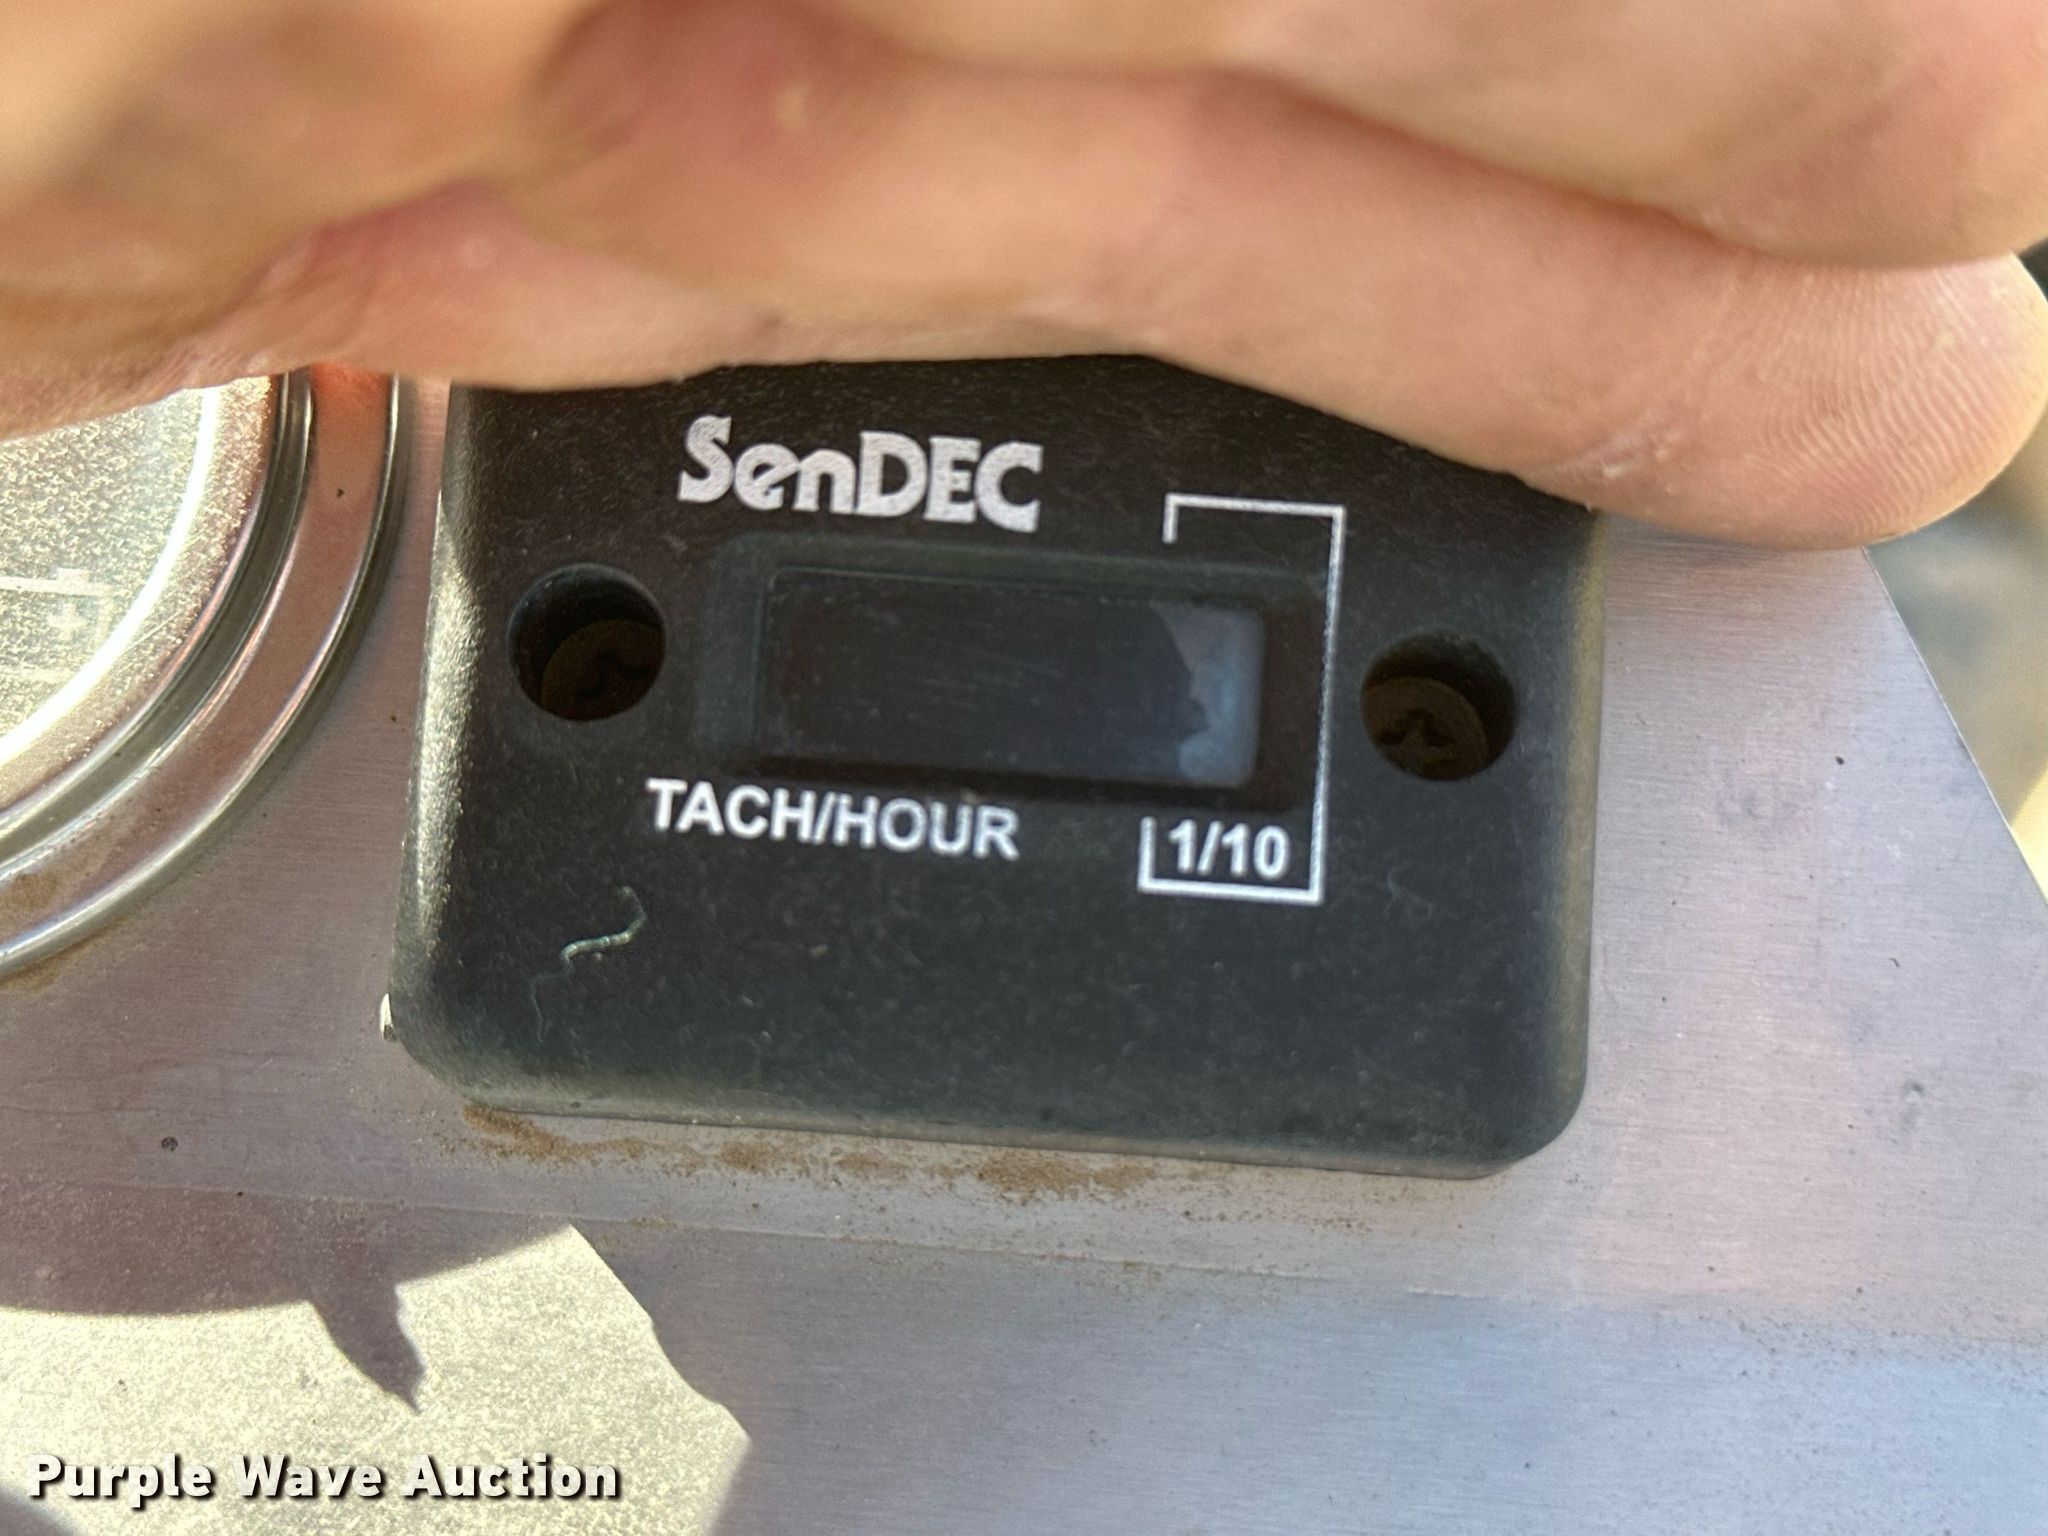 SenDEC
TACH/HOUR
1/10
Purple Wave Auction